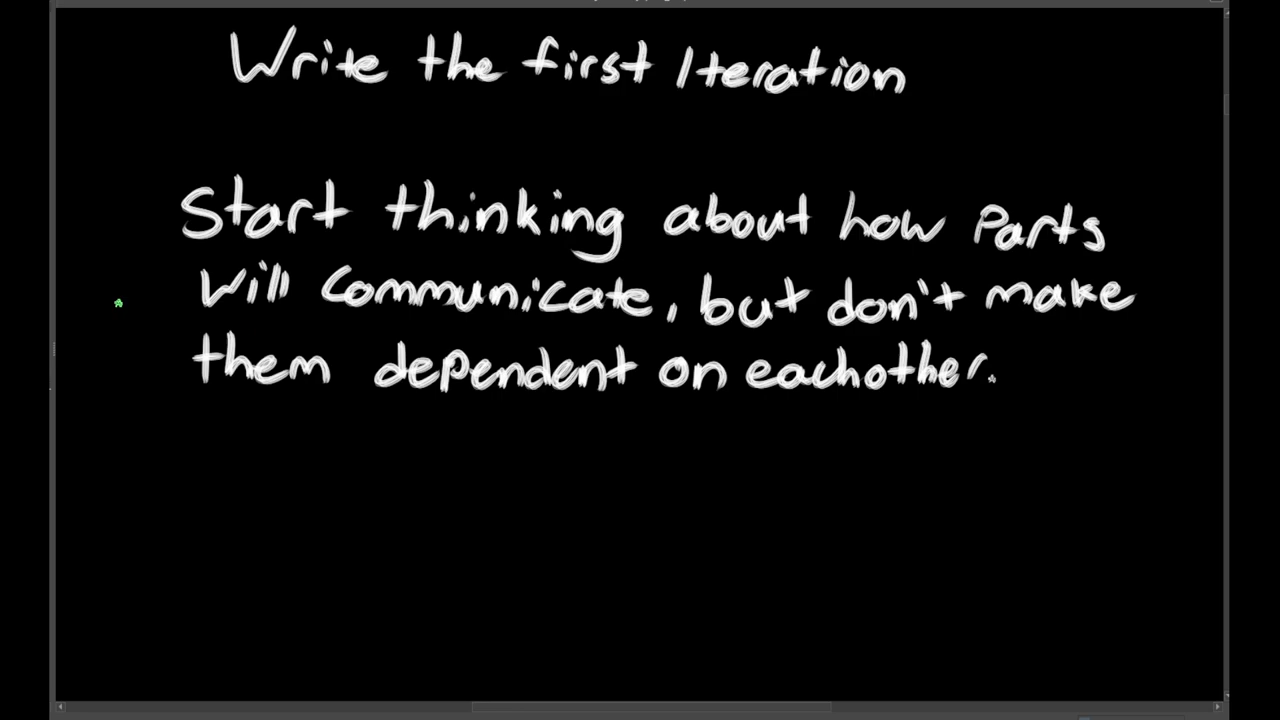 Write the first Iteration
Start thinking about how Parts
will communicate, but don't make
them dependent on eachother.